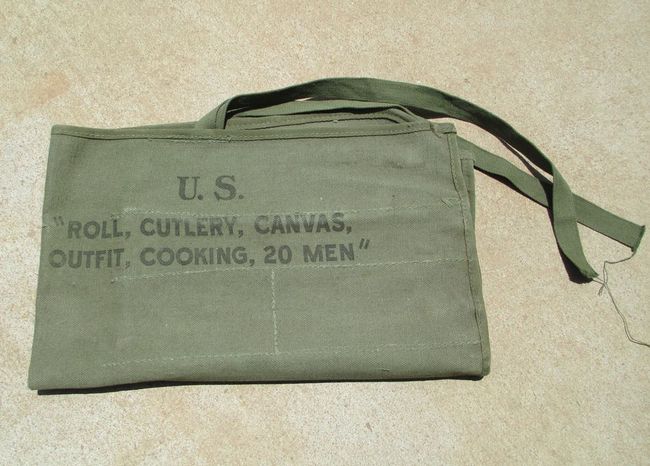 U. S.
"ROLL, CUTLERY, CANVAS,
OUTFIT, COOKING, 20 MEN"